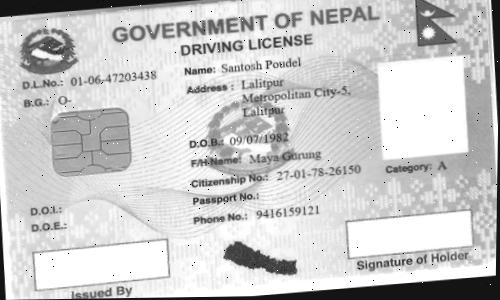 GOVERNMENT OF NEPAL
DRIVING LICENSE
D.L.No.: 01-06-47203438
B.G.: O-
Name: Santosh Poudel
Address : Lalitpur
Metropolitan City-5,
Lalitpur
D.O.B.: 09/07/1982
F/H-Name: Maya Gurung
Citizenship No.: 27-01-78-26150
Passport No.:
Phone No.: 9416159121
Category: A
D.O.I.:
D.O.E.:
Issued By
Signature of Holder